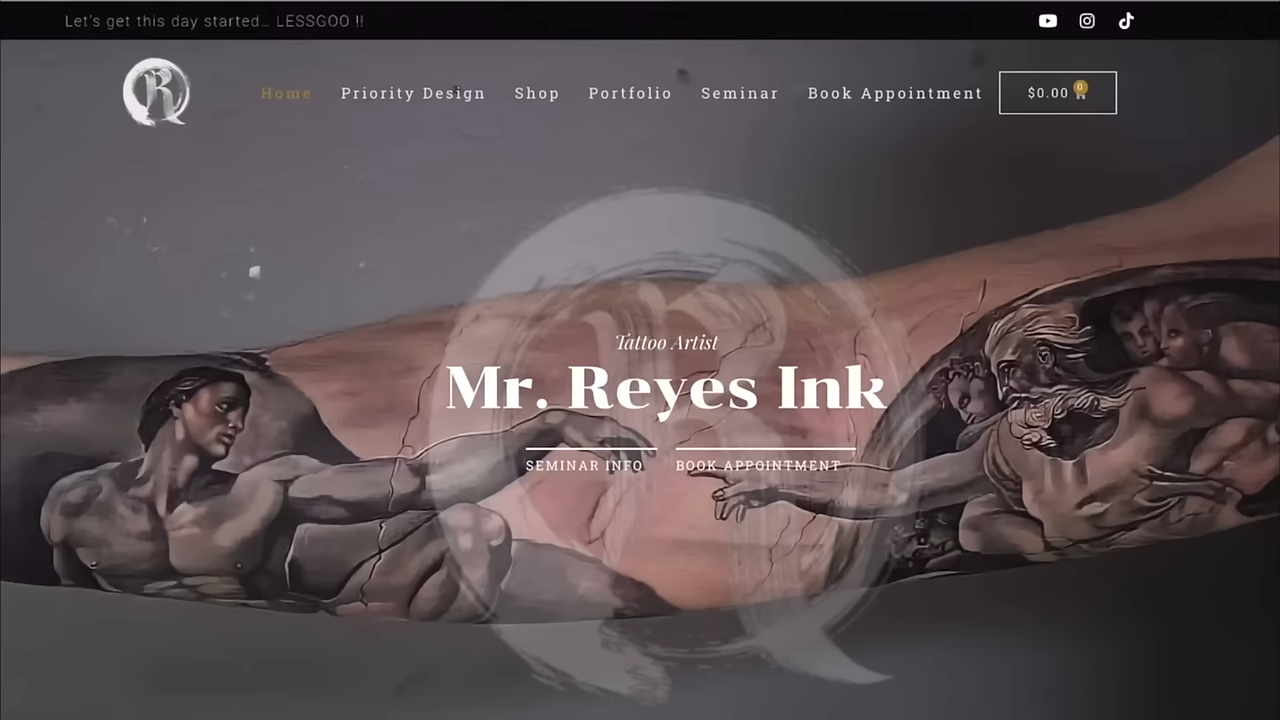 Let's get this day started... LESSGOO !!
R
Home Priority Design Shop Portfolio Seminar Book Appointment $0.00 0
Tattoo Artist
Mr. Reyes Ink
SEMINAR INFO BOOK APPOINTMENT